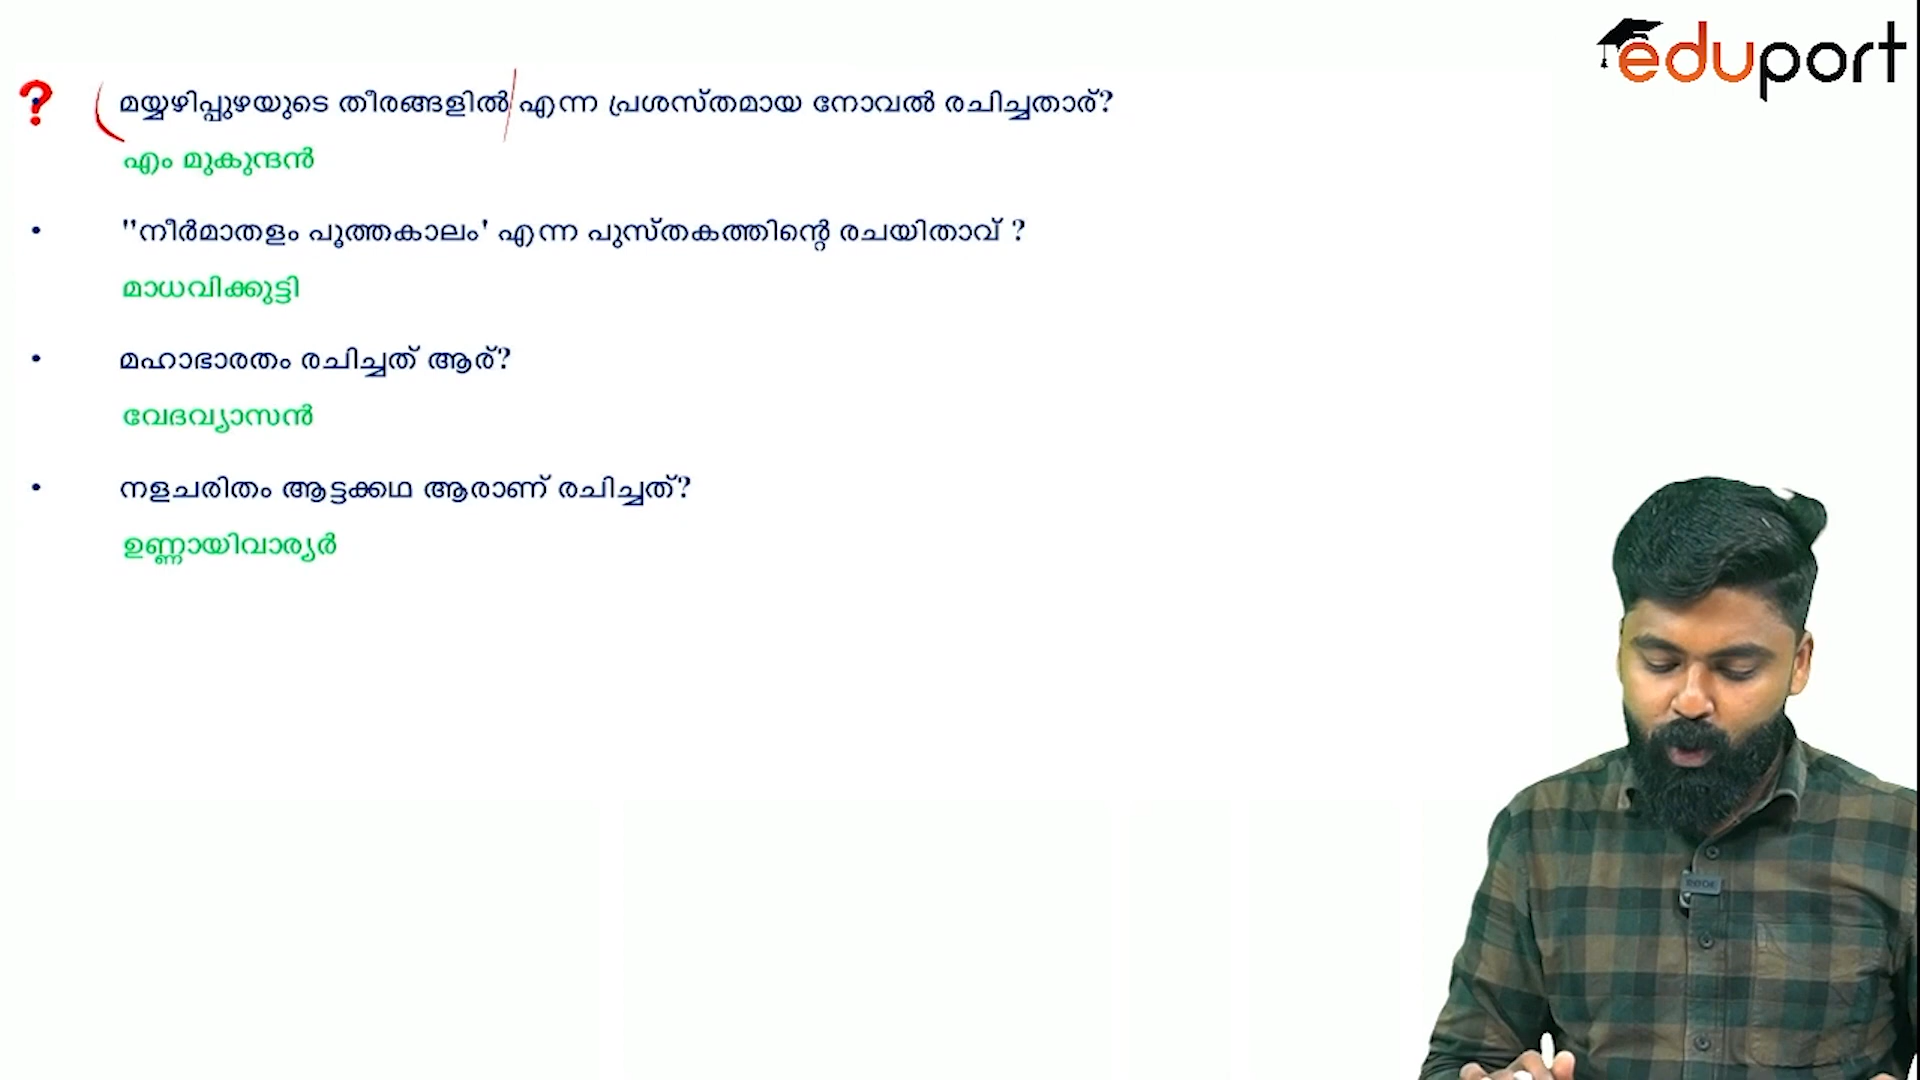 eduport
? മയ്യഴിപ്പുഴയുടെ തീരങ്ങളിൽ എന്ന പ്രശസ്തമായ നോവൽ രചിച്ചതാര്?
എം മുകുന്ദൻ
• ''നീർമാതളം പൂത്തകാലം' എന്ന പുസ്തകത്തിന്റെ രചയിതാവ് ?
മാധവിക്കുട്ടി
• മഹാഭാരതം രചിച്ചത് ആര്?
വേദവ്യാസൻ
• നളചരിതം ആട്ടക്കഥ ആരാണ് രചിച്ചത്?
ഉണ്ണായിവാര്യർ
RODE